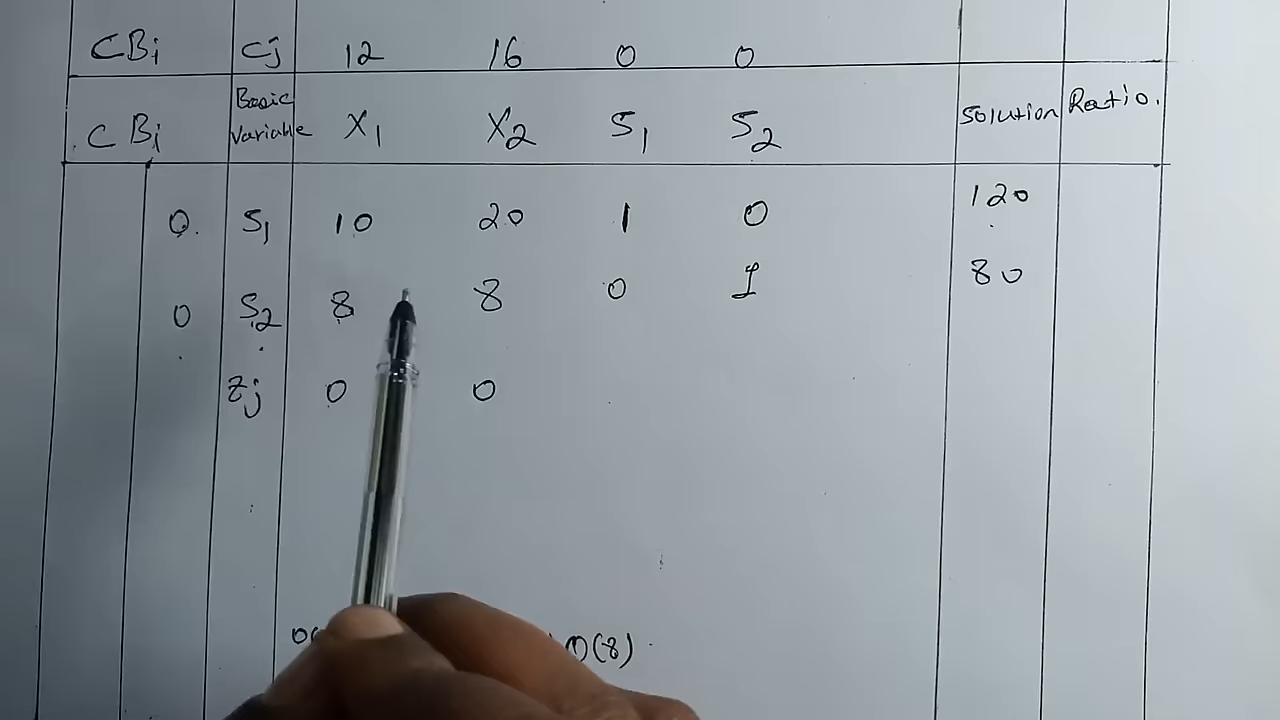 CBi Cj 12 16 0 0
CBi Basic Variable X1 X2 S1 S2 Solution Ratio.
0. S1 10 20 1 0 120
0 S2 8 8 0 1 80
Zj 0 0
0(8)